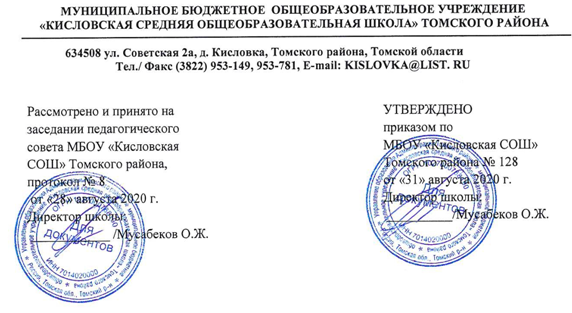 МУНИЦИПАЛЬНОЕ БЮДЖЕТНОЕ ОБЩЕОБРАЗОВАТЕЛЬНОЕ УЧРЕЖДЕНИЕ
«КИСЛОВСКАЯ СРЕДНЯЯ ОБЩЕОБРАЗОВАТЕЛЬНАЯ ШКОЛА» ТОМСКОГО РАЙОНА
634508 ул. Советская 2а, д. Кисловка, Томского района, Томской области
Тел./ Факс (3822) 953-149, 953-781, E-mail: KISLOVKA@LIST. RU
Рассмотрено и принято на
заседании педагогического
совета МБОУ «Кисловская
СОШ» Томского района,
протокол № 8
от «28» августа 2020 г.
Директор школы:
/Мусабеков О.Ж.
Для
документов
УТВЕРЖДЕНО
приказом по
МБОУ «Кисловская СОШ»
Томского района № 128
от «31» августа 2020 г.
Директор школы:
/Мусабеков О.Ж.
Для
документов